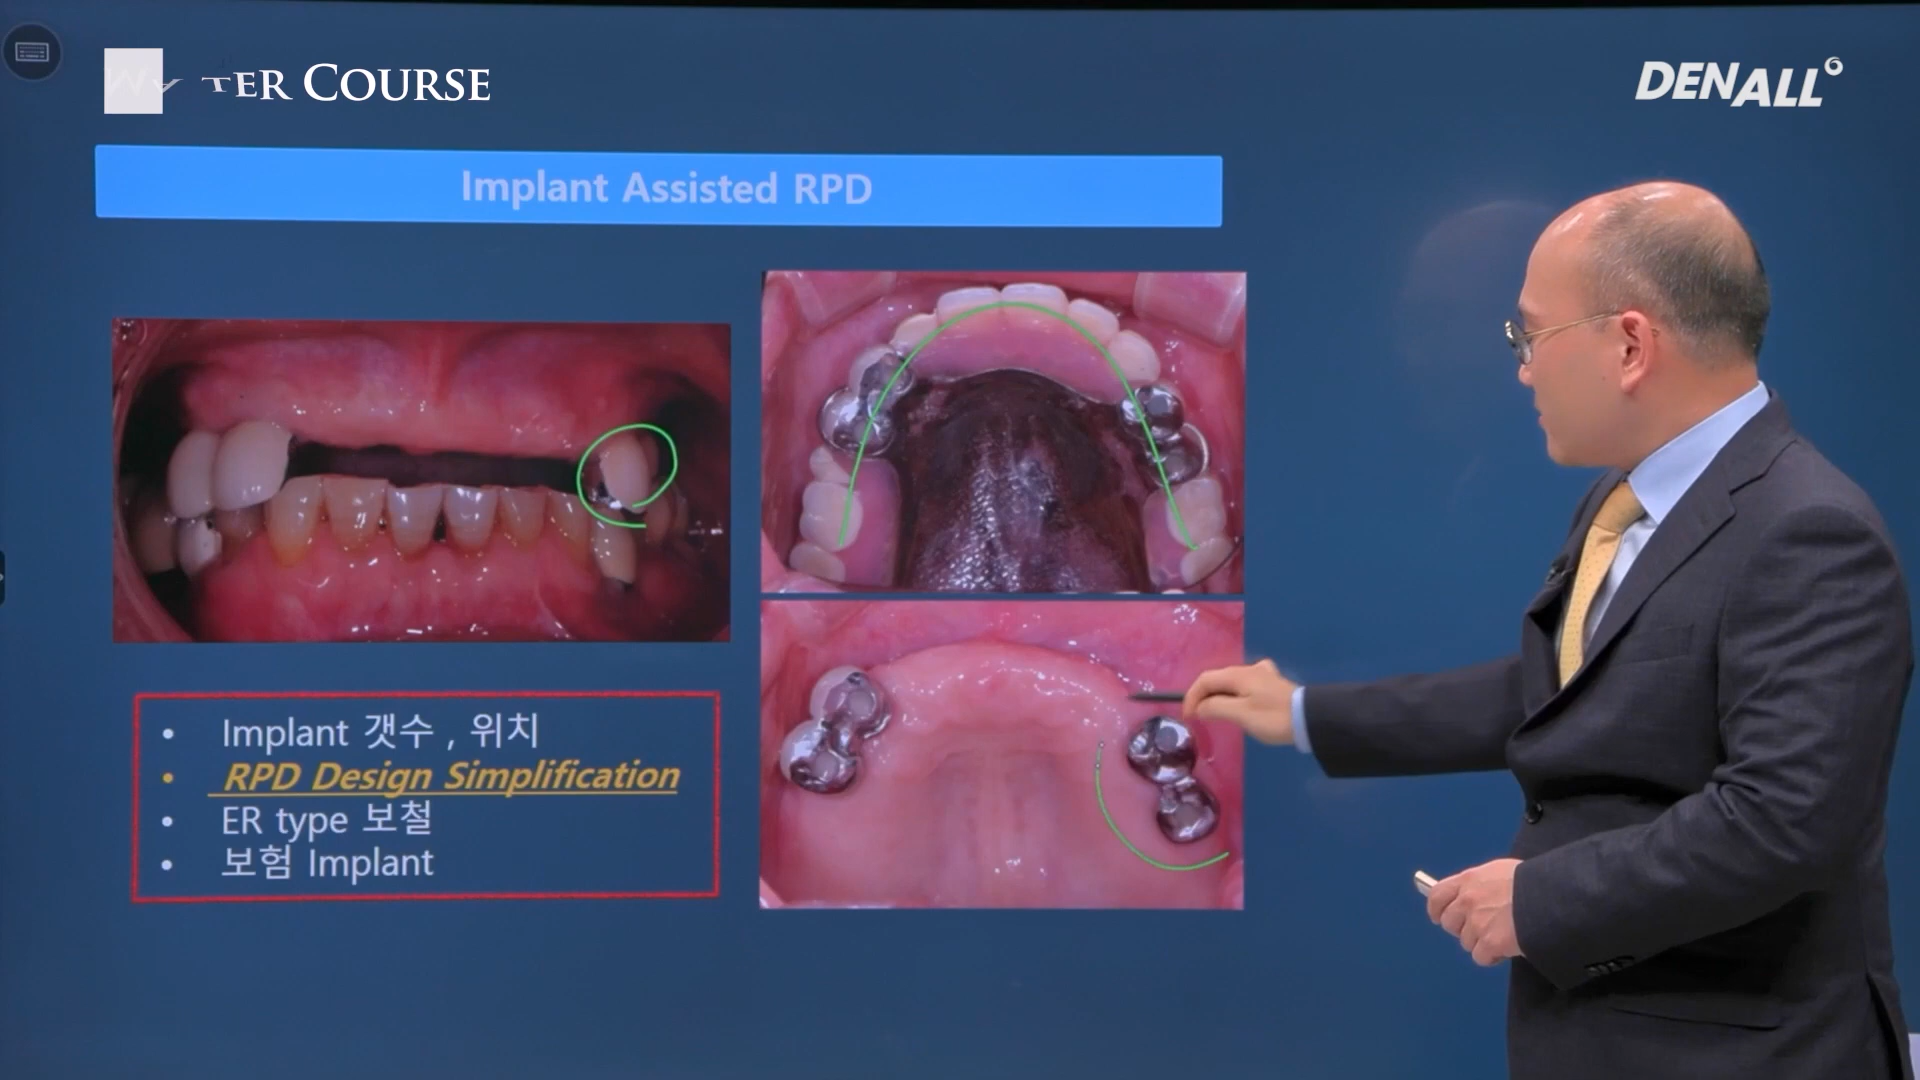 TER COURSE
DENALL
Implant Assisted RPD
• Implant 갯수 , 위치
• RPD Design Simplification
• ER type 보철
• 보험 Implant